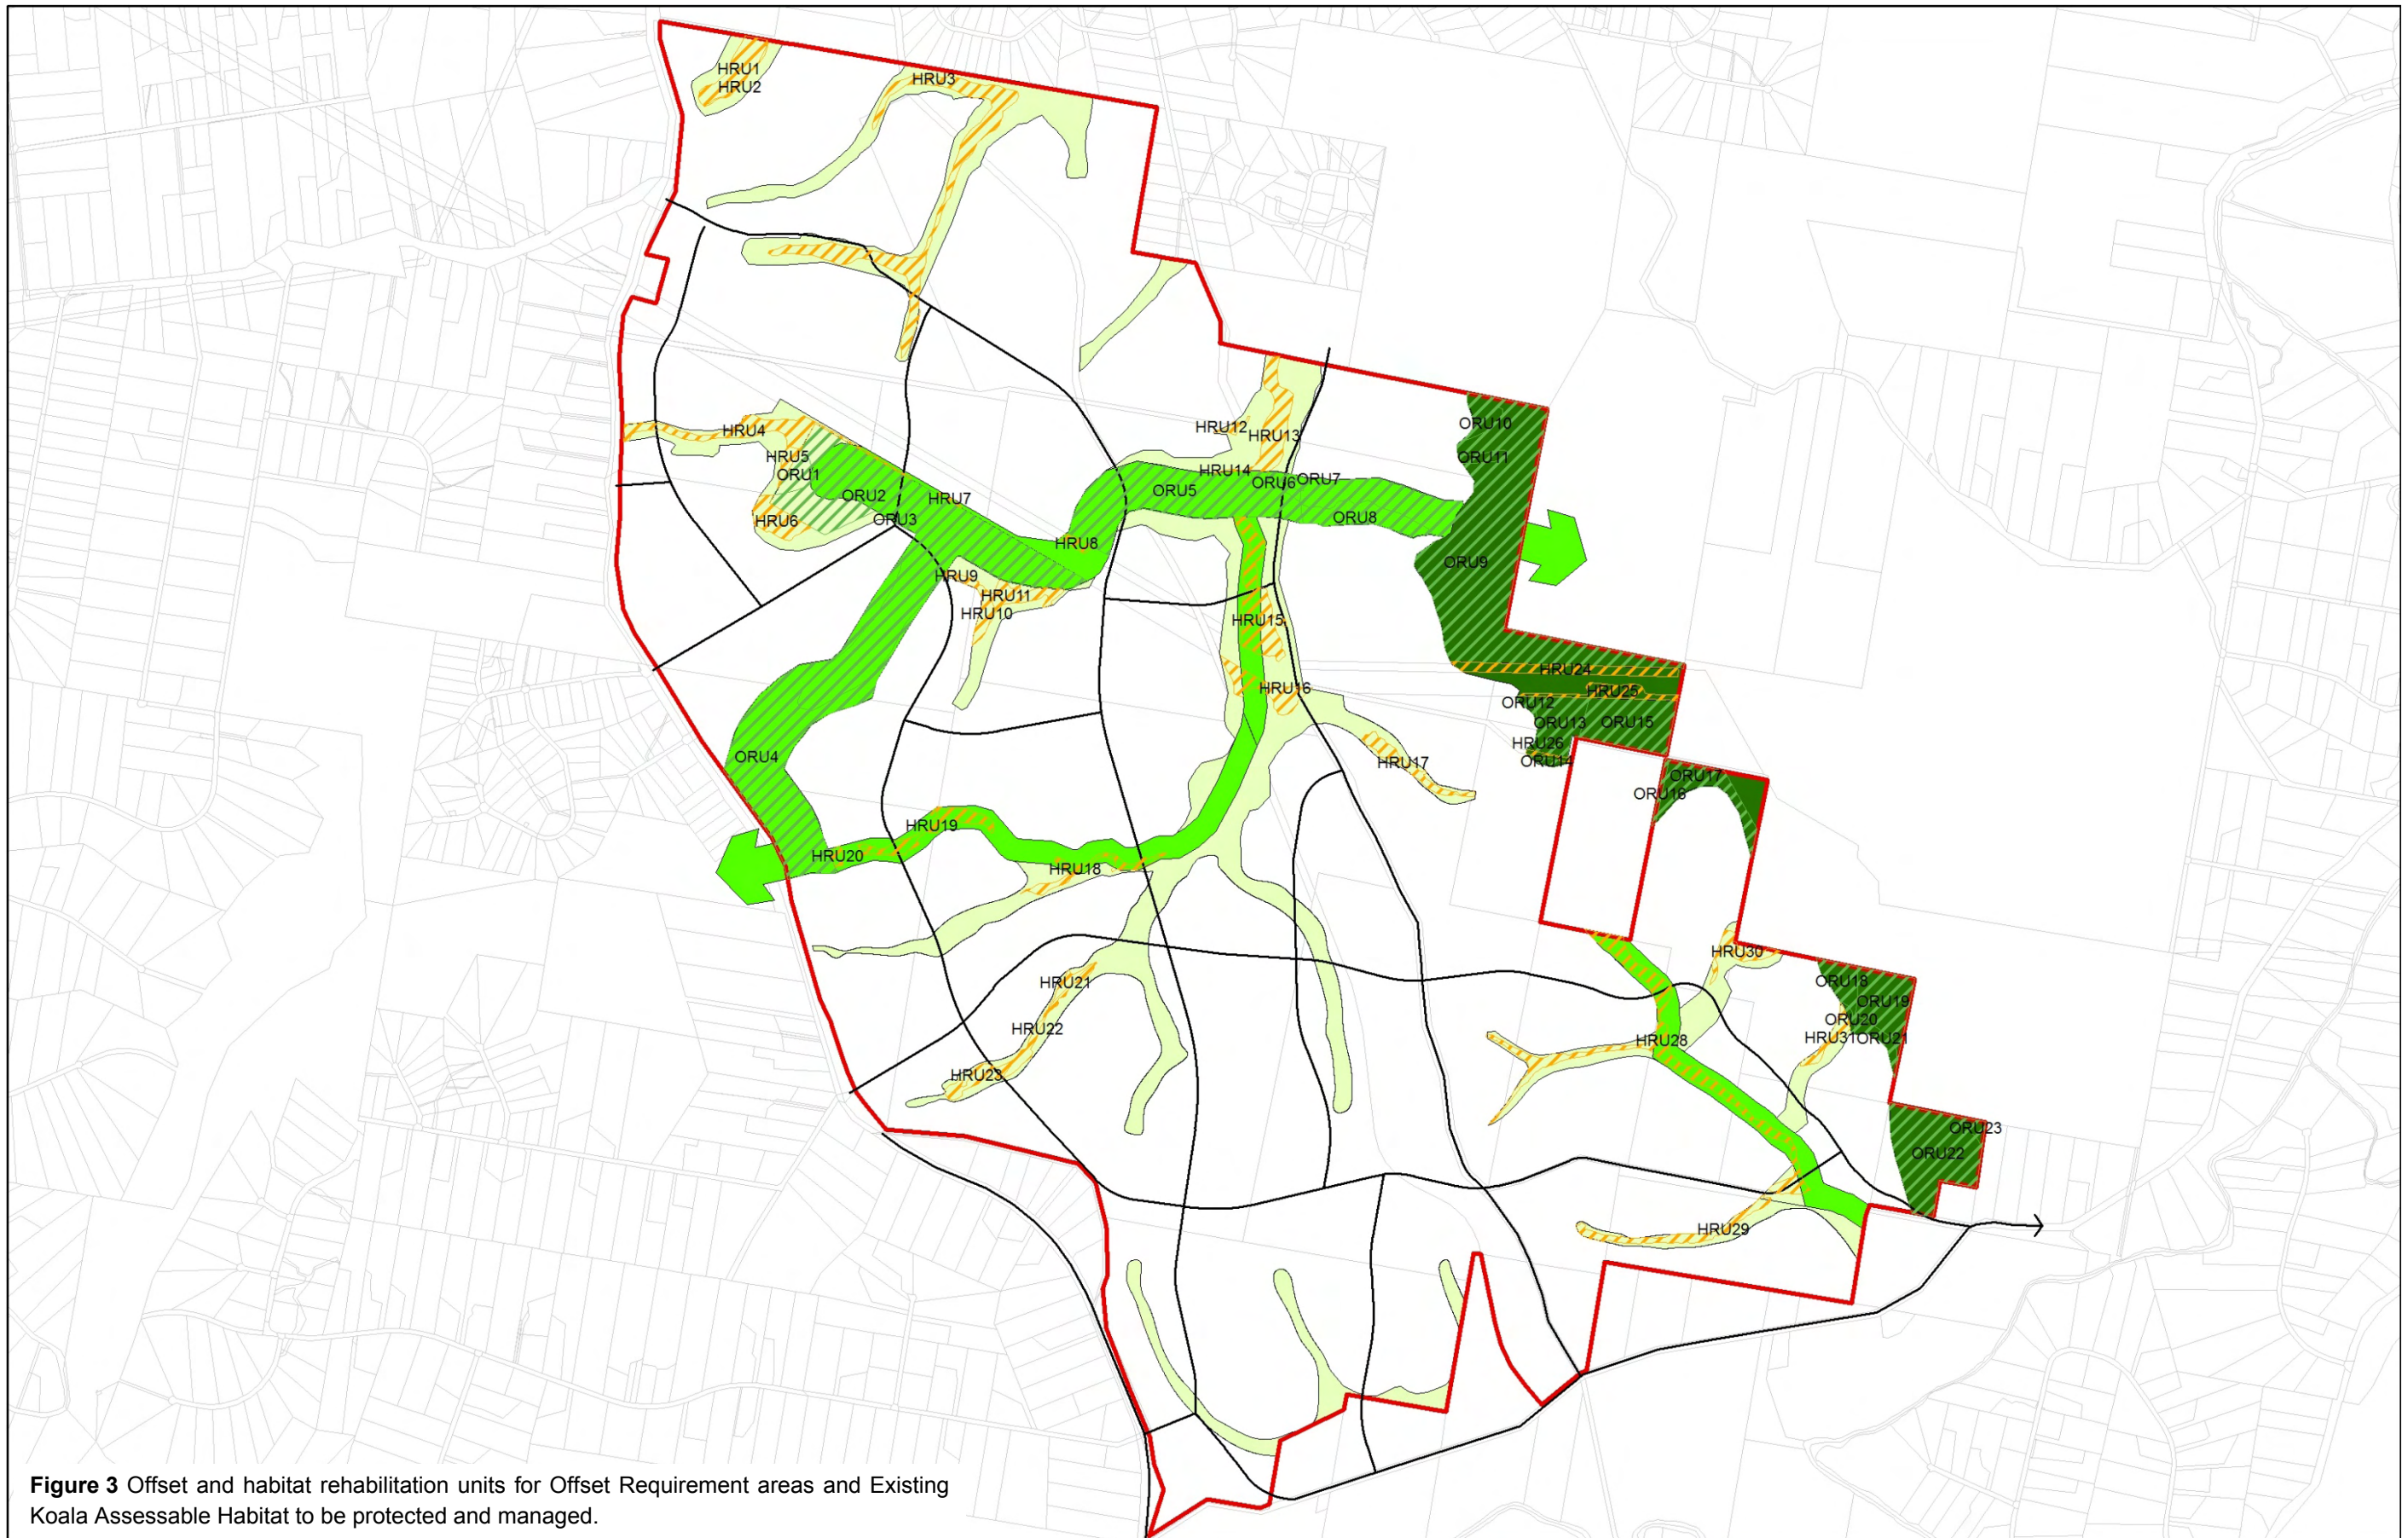 HRU1
HRU2
HRU3
HRU4
HRU5
ORU1
ORU2
HRU6
ORU3
HRU7
HRU8
HRU9
HRU11
HRU10
HRU12
HRU13
HRU14
ORU5
ORU6
ORU7
ORU8
ORU10
ORU11
ORU9
HRU15
HRU16
HRU17
HRU24
HRU25
ORU12
ORU13
ORU15
HRU26
ORU14
ORU17
ORU16
ORU4
HRU19
HRU20
HRU18
HRU21
HRU22
HRU23
HRU30
HRU28
ORU18
ORU19
ORU20
HRU31
ORU21
ORU23
ORU22
HRU29
Figure 3 Offset and habitat rehabilitation units for Offset Requirement areas and Existing
Koala Assessable Habitat to be protected and managed.